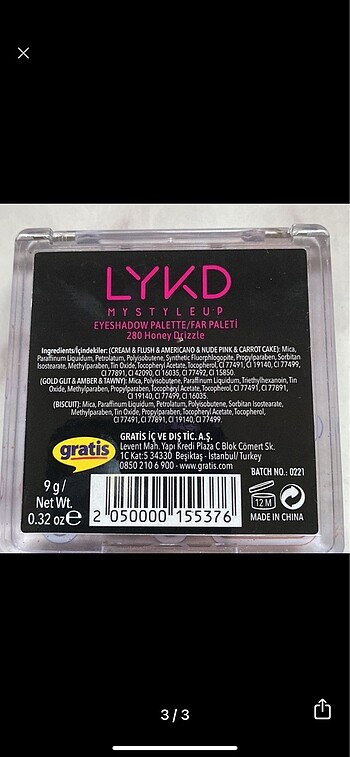 LYKD
MYSTYLEUP
EYESHADOW PALETTE/FAR PALETİ
280 Honey Drizzle
Ingredients/İçindekiler: (CREAM & FLUSH & AMERICANO & NUDE PINK & CARROT CAKE): Mica,
Paraffinum Liquidum, Petrolatum, Polyisobutene, Synthetic Fluorphlogopite, Propylparaben, Sorbitan
Isostearate, Methylparaben, Tin Oxide, Tocopheryl Acetate, Tocopherol, CI 77491, CI 19140, CI 77499,
CI 77891, CI 42090, CI 16035, CI 77492, CI 15850.
(GOLD GLIT & AMBER & TAWNY): Mica, Polyisobutene, Paraffinum Liquidum, Triethylhexanoin, Tin
Oxide, Methylparaben, Propylparaben, Tocopheryl Acetate, Tocopherol, CI 77491, CI 77891,
CI 19140, CI 77499, CI 16035.
(BISCUIT): Mica, Paraffinum Liquidum, Petrolatum, Polyisobutene, Sorbitan Isostearate,
Methylparaben, Tin Oxide, Propylparaben, Tocopheryl Acetate, Tocopherol,
CI 77491, CI 77891, CI 19140, CI 77499.
gratis
GRATİS İÇ VE DIŞ TİC. A.Ş.
Levent Mah. Yapı Kredi Plaza C Blok Cömert Sk.
1C Kat:5 34330 Beşiktaş - İstanbul/Turkey
0850 210 6 900 - www.gratis.com
BATCH NO.: 0221
9 g/
Net Wt.
0.32 oz e
2 050000 155376
12 M
MADE IN CHINA
3 / 3